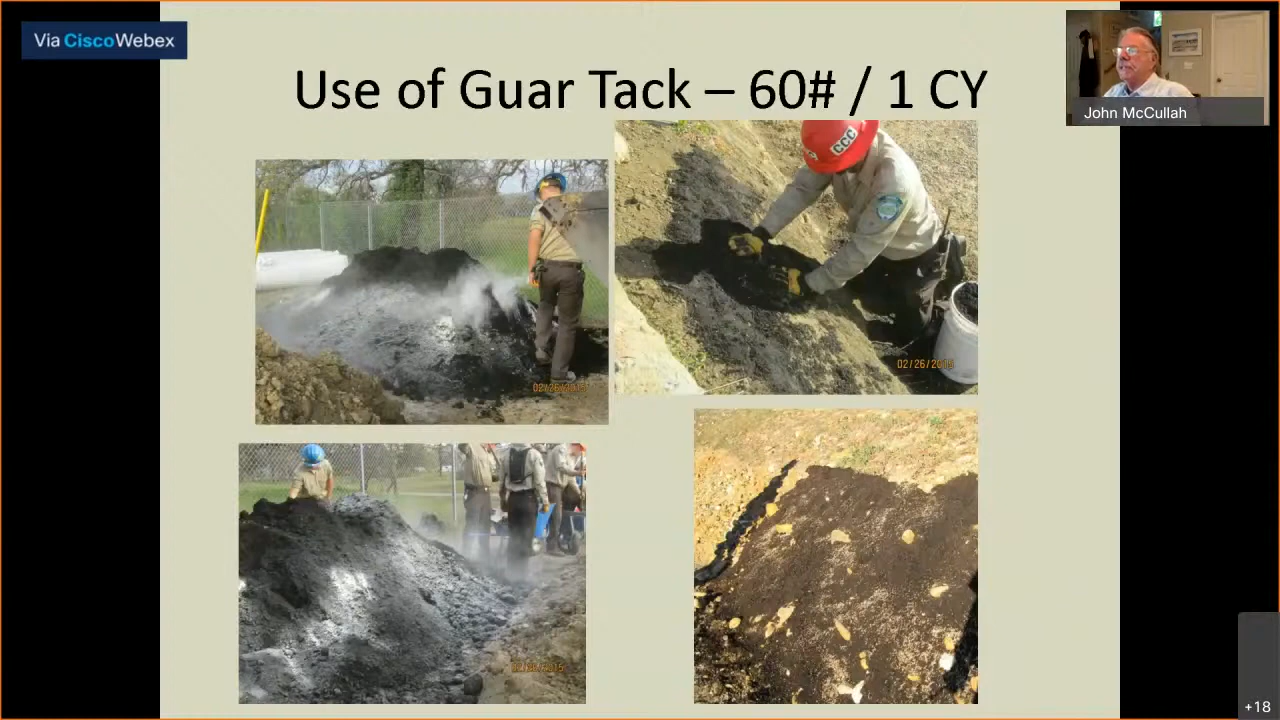 Via CiscoWebex
John McCullah
Use of Guar Tack – 60# / 1 CY
CCC
02/26/2015
02/26/2015
02/26/2015
+18